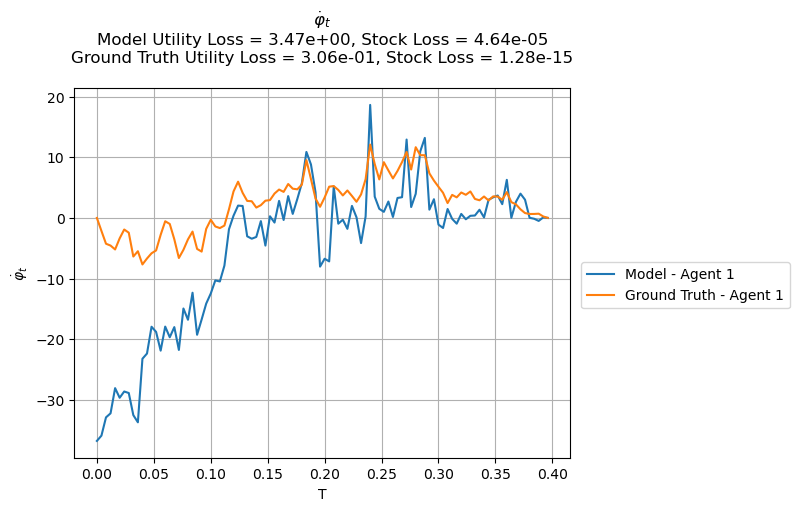 $\dot{\varphi}_t$
Model Utility Loss = 3.47e+00, Stock Loss = 4.64e-05
Ground Truth Utility Loss = 3.06e-01, Stock Loss = 1.28e-15
20
10
0
−10
−20
−30
$\dot{\varphi}_t$
0.00 0.05 0.10 0.15 0.20 0.25 0.30 0.35 0.40
T
Model - Agent 1
Ground Truth - Agent 1